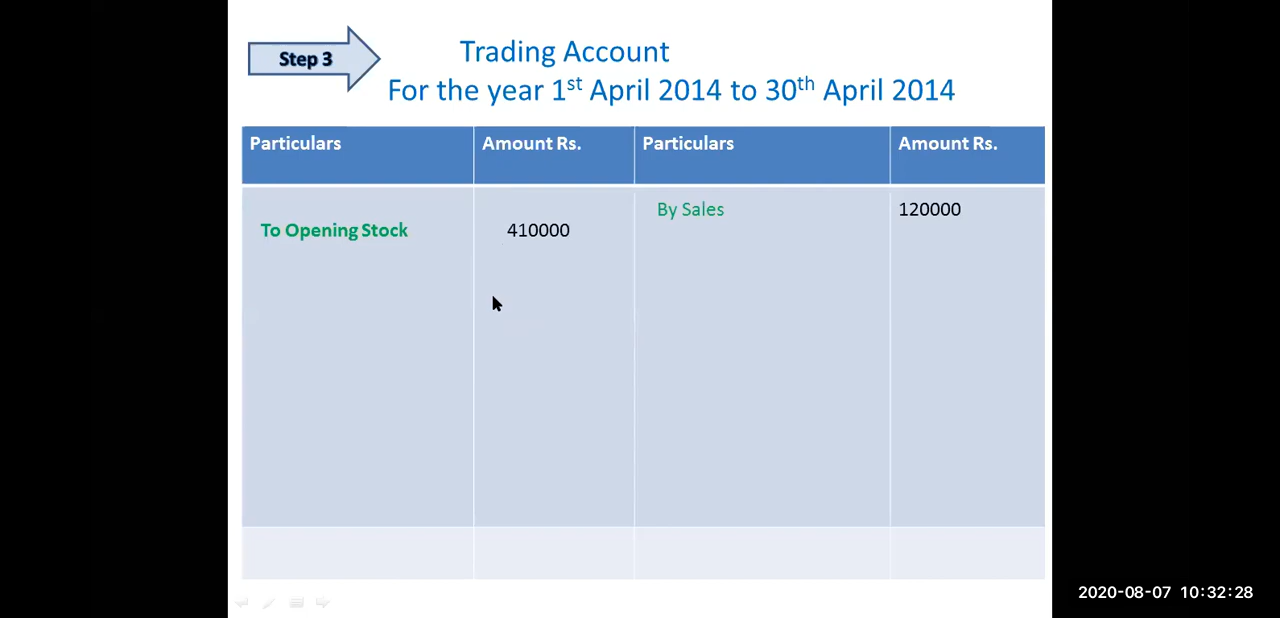 Step 3
Trading Account
For the year 1st April 2014 to 30th April 2014
Particulars Amount Rs. Particulars Amount Rs.
By Sales 120000
To Opening Stock 410000
2020-08-07 10:32:28